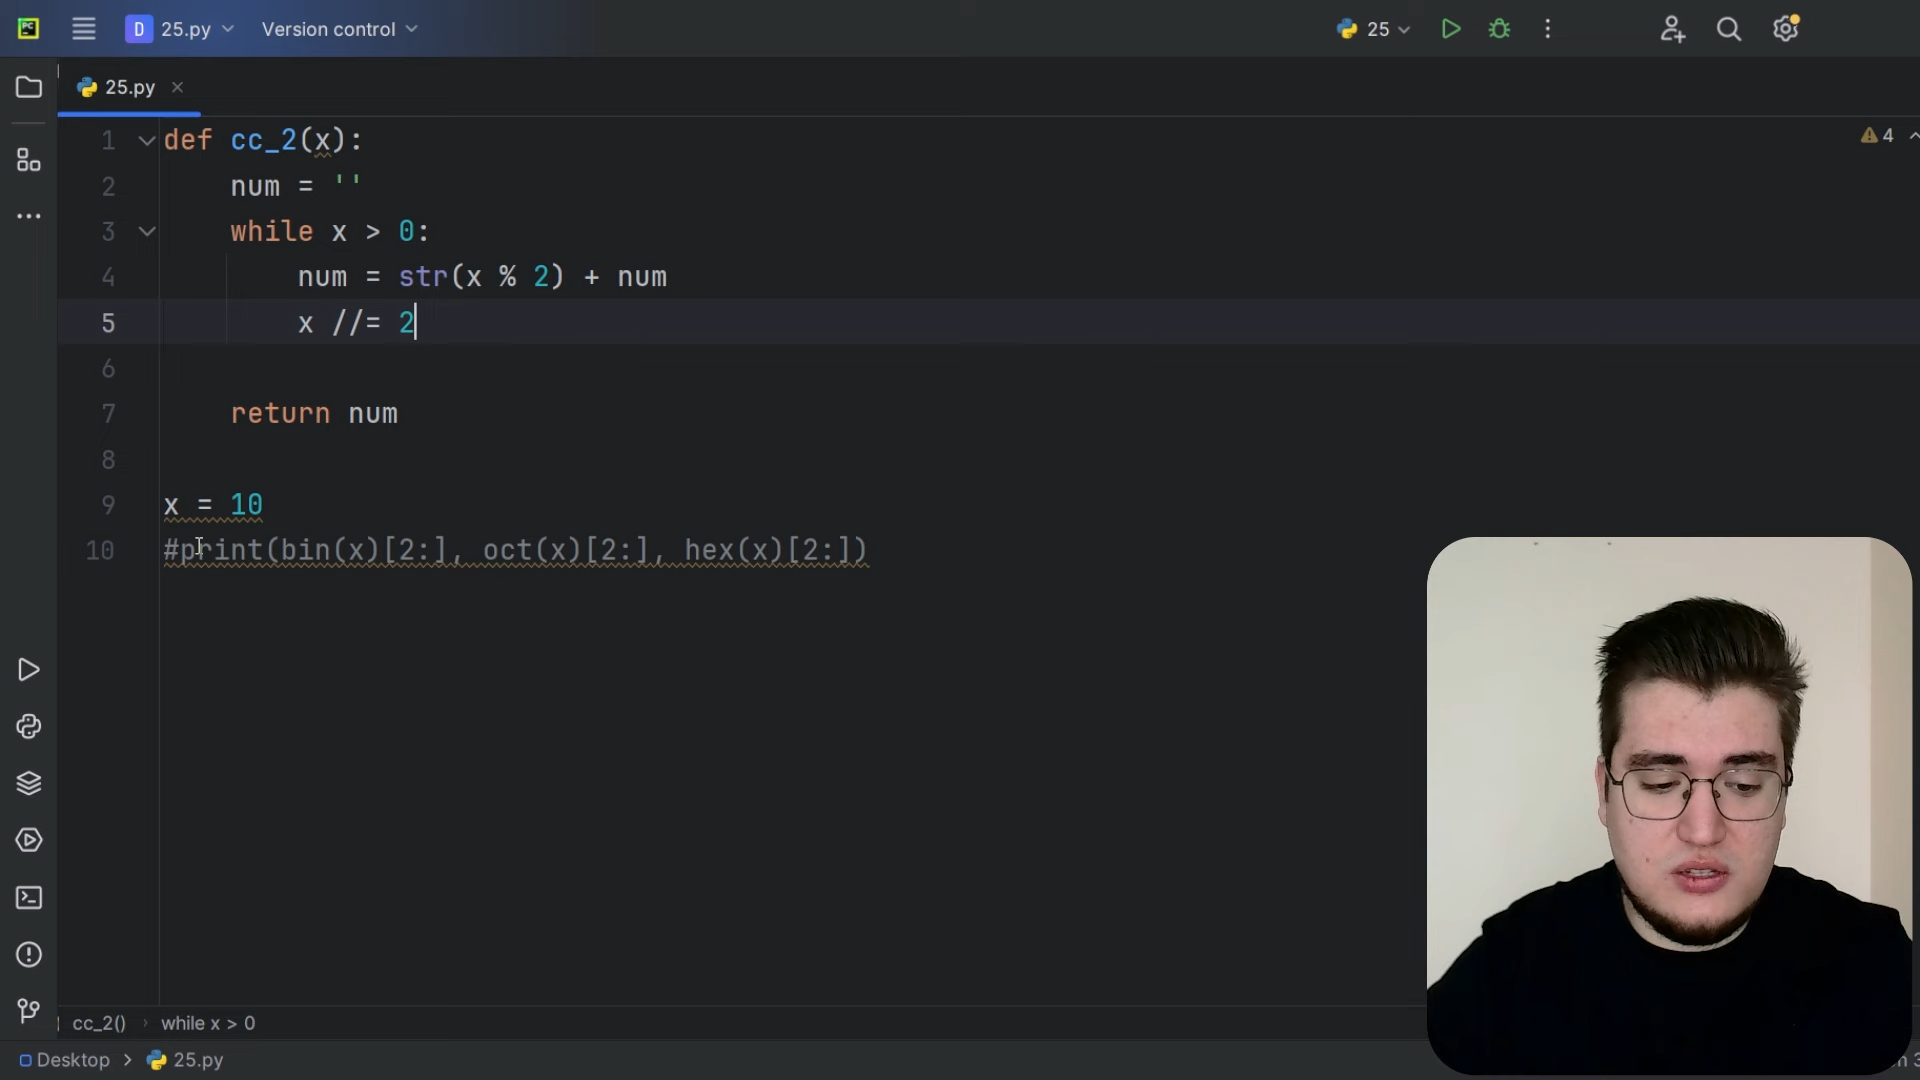 PC
D 25.py Version control 25
25.py
4
1 def cc_2(x):
2 num = ''
3 while x > 0:
4 num = str(x % 2) + num
5 x //= 2
6
7 return num
8
9 x = 10
10 #print(bin(x)[2:], oct(x)[2:], hex(x)[2:])
cc_2() › while x > 0
Desktop > 25.py